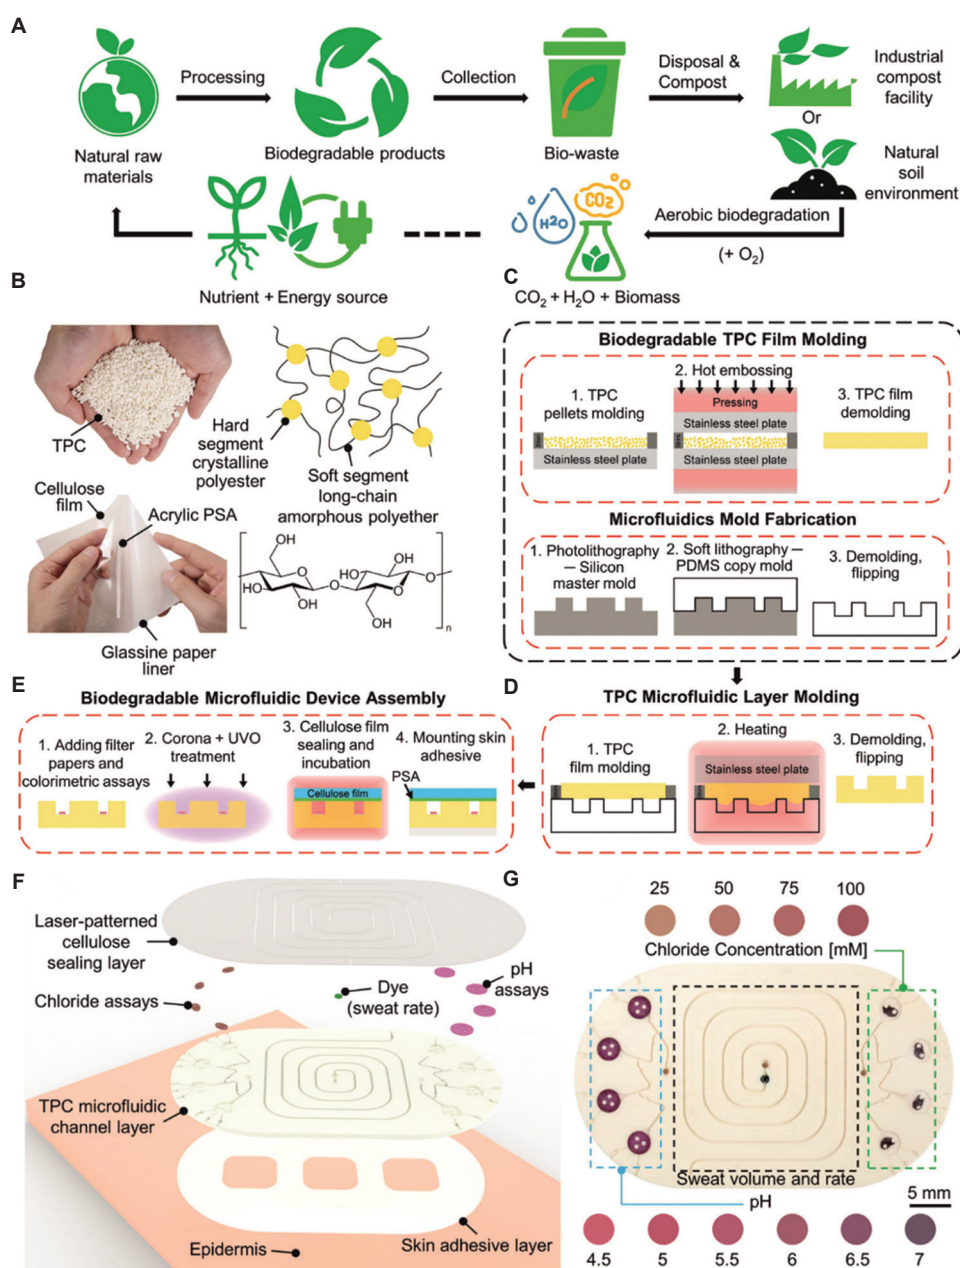 A
Processing
Collection
Disposal &
Compost
Industrial
compost
facility
Or
Natural raw
materials
Biodegradable products
Bio-waste
Natural
soil
environment
H2O
CO2
Aerobic biodegradation
(+ O₂)
Nutrient + Energy source
CO₂ + H₂O + Biomass
B
TPC
Hard
segment
crystalline
polyester
Soft segment
long-chain
amorphous polyether
Cellulose
film
Acrylic PSA
Glassine paper
liner
OH
HO
O
OH
O
OH
HO
O
O
OH
n
C
Biodegradable TPC Film Molding
1. TPC
pellets molding
2. Hot embossing
Pressing
Stainless steel plate
Stainless steel plate
Stainless steel plate
3. TPC film
demolding
Microfluidics Mold Fabrication
1. Photolithography
— Silicon
master mold
2. Soft lithography —
PDMS copy mold
3. Demolding,
flipping
D
TPC Microfluidic Layer Molding
1. TPC
film molding
2. Heating
Stainless steel plate
3. Demolding,
flipping
E
Biodegradable Microfluidic Device Assembly
1. Adding filter
papers and
colorimetric assays
2. Corona + UVO
treatment
3. Cellulose film
sealing and
incubation
Cellulose film
4. Mounting skin
adhesive
PSA
F
Laser-patterned
cellulose
sealing layer
Chloride assays
Dye
(sweat rate)
pH
assays
TPC microfluidic
channel layer
Epidermis
Skin adhesive layer
G
25
50
75
100
Chloride Concentration [mM]
Sweat volume and rate
pH
5 mm
4.5
5
5.5
6
6.5
7